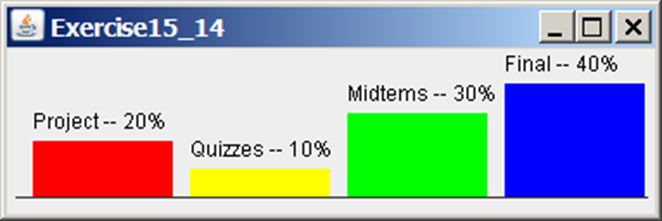 Exercise15_14
Final -- 40%
Midtems -- 30%
Project -- 20%
Quizzes -- 10%